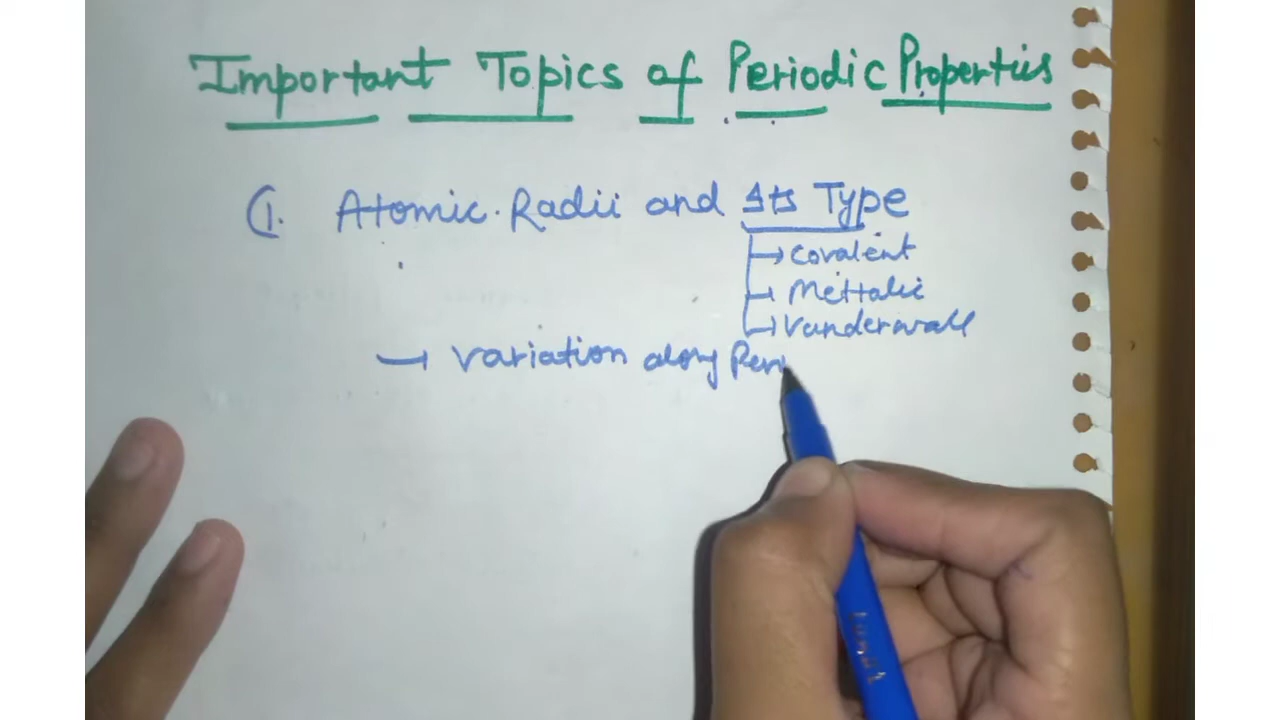 Important Topics of Periodic Properties
1. Atomic Radii and Its Type
→ Covalent
→ Mettalic
→ Vanderwall
→ Variation along Peri